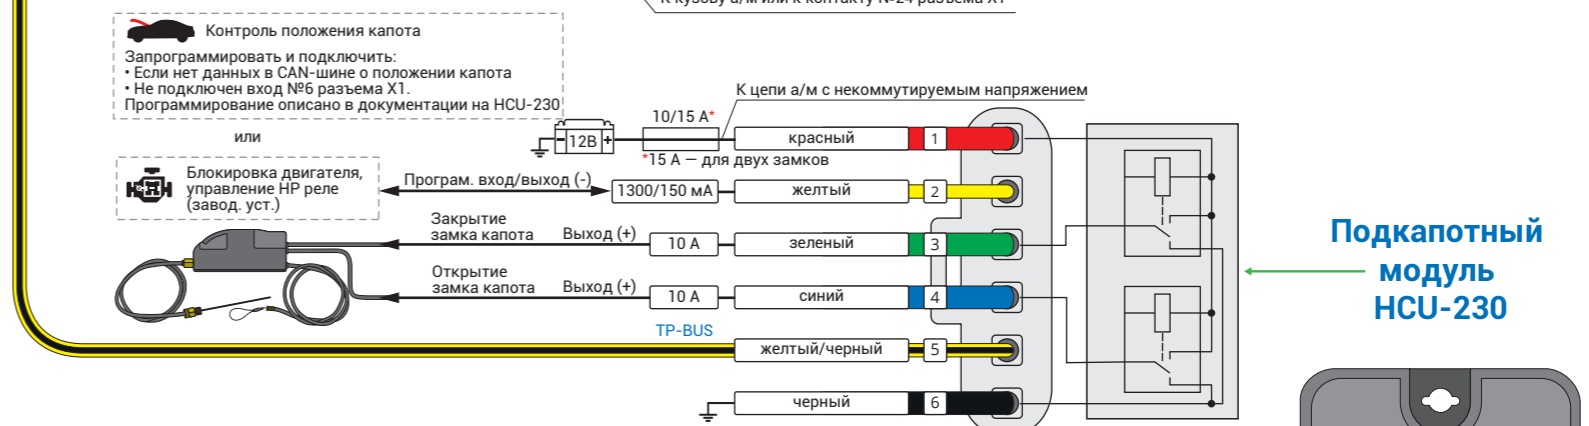 К кузову а/м или к контакту №24 разъема X1
Контроль положения капота
Запрограммировать и подключить:
• Если нет данных в CAN-шине о положении капота
• Не подключен вход №6 разъема X1.
Программирование описано в документации на HCU-230
или
Блокировка двигателя,
управление НР реле
(завод. уст.)
К цепи а/м с некоммутируемым напряжением
10/15 А*
- 12В +
красный 1
*15 А — для двух замков
Програм. вход/выход (-)
1300/150 мА
желтый 2
Закрытие
замка капота
Выход (+)
10 А
зеленый 3
Открытие
замка капота
Выход (+)
10 А
синий 4
TP-BUS
желтый/черный 5
черный 6
Подкапотный
модуль
HCU-230